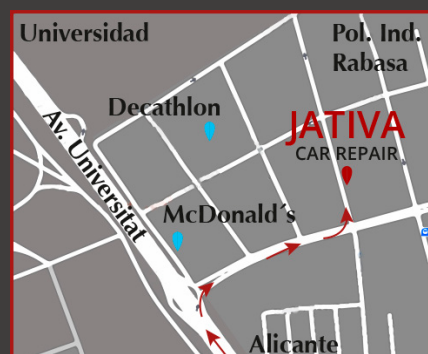 Universidad
Pol. Ind.
Rabasa
Decathlon
JATIVA
CAR REPAIR
Av. Universitat
McDonald´s
Alicante